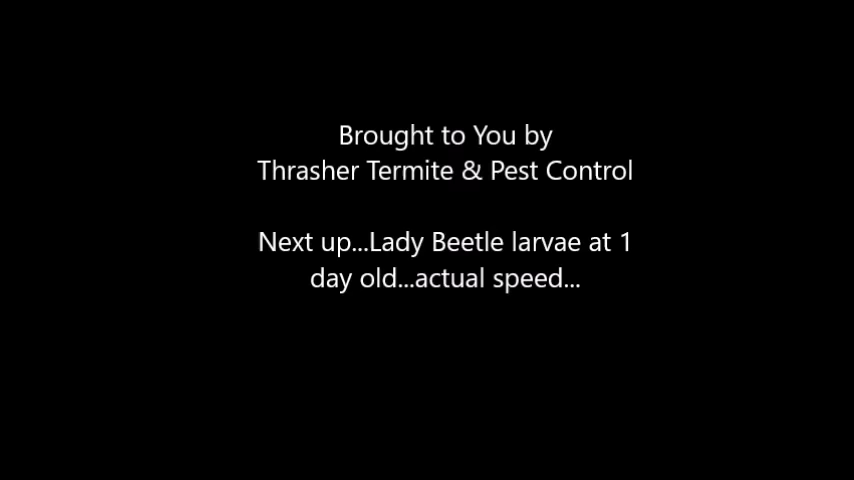 Brought to You by
Thrasher Termite & Pest Control
Next up...Lady Beetle larvae at 1
day old...actual speed...